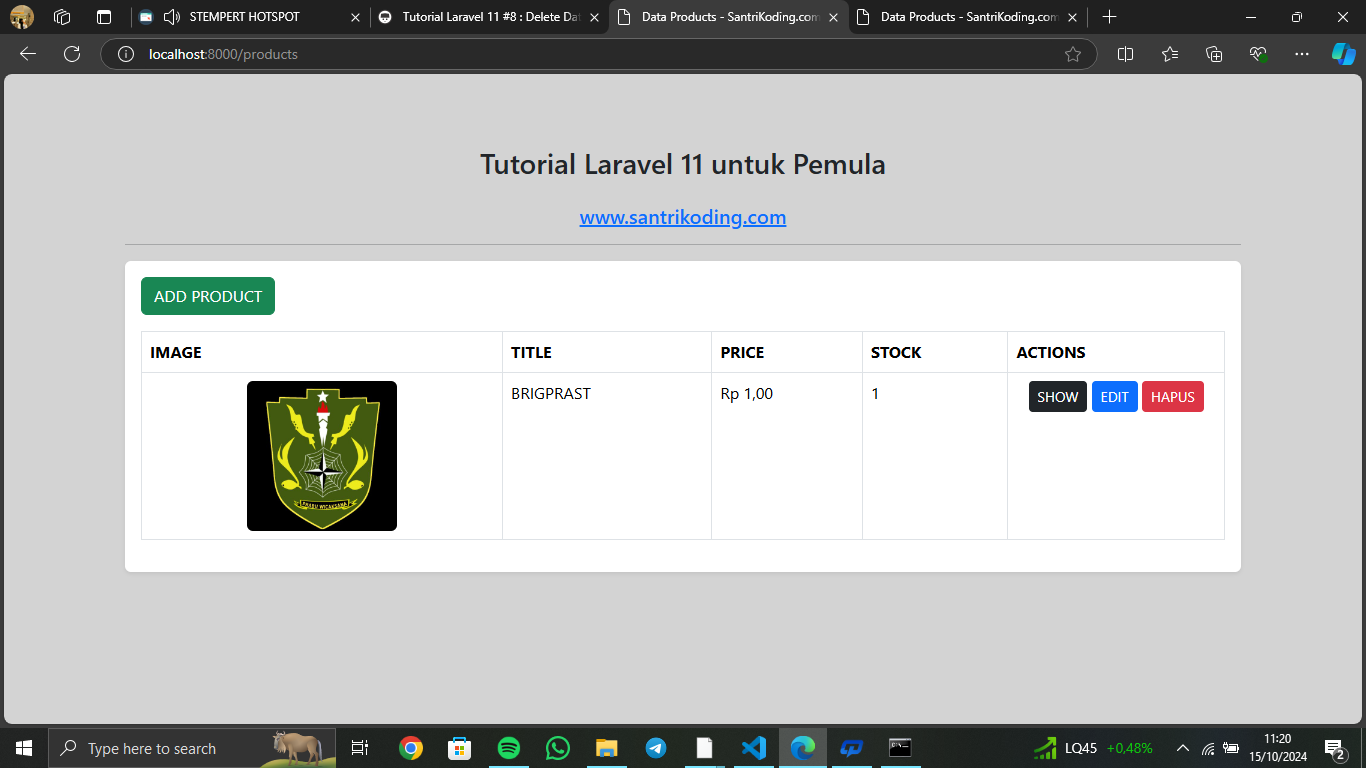 STEMPERT HOTSPOT
Tutorial Laravel 11 #8 : Delete Dat
Data Products - SantriKoding.com
Data Products - SantriKoding.com
localhost:8000/products
Tutorial Laravel 11 untuk Pemula
www.santrikoding.com
ADD PRODUCT
IMAGE TITLE PRICE STOCK ACTIONS
BRIGPRAST Rp 1,00 1 SHOW EDIT HAPUS
Type here to search
LQ45 +0,48%
11:20
15/10/2024
2